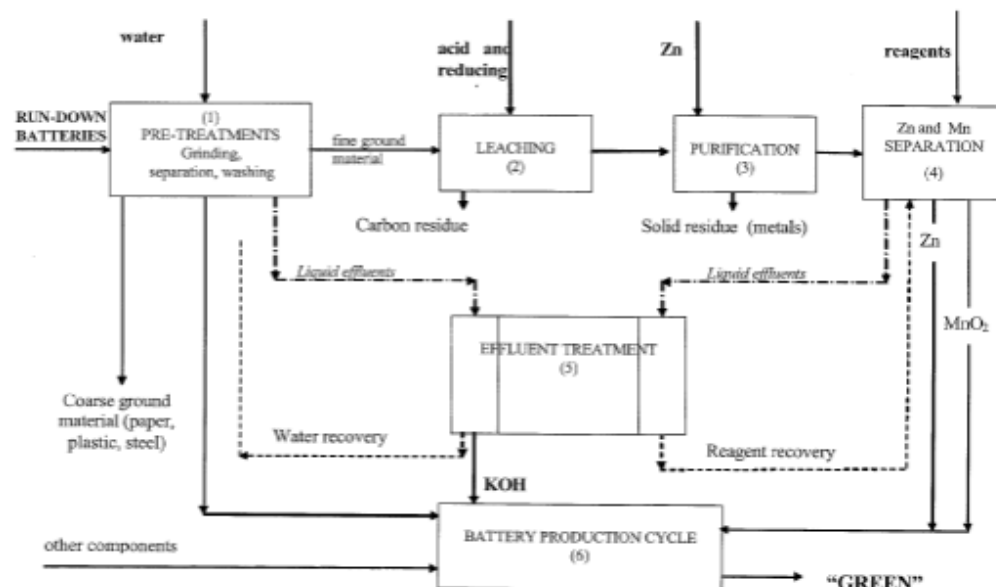 water
acid and
reducing
Zn
reagents
RUN-DOWN
BATTERIES
(1)
PRE-TREATMENTS
Grinding,
separation, washing
fine ground
material
LEACHING
(2)
PURIFICATION
(3)
Zn and Mn
SEPARATION
(4)
Carbon residue
Solid residue (metals)
Zn
Liquid effluents
Liquid effluents
MnO₂
EFFLUENT TREATMENT
(5)
Coarse ground
material (paper,
plastic, steel)
Water recovery
Reagent recovery
KOH
BATTERY PRODUCTION CYCLE
(6)
other components
"GREEN"